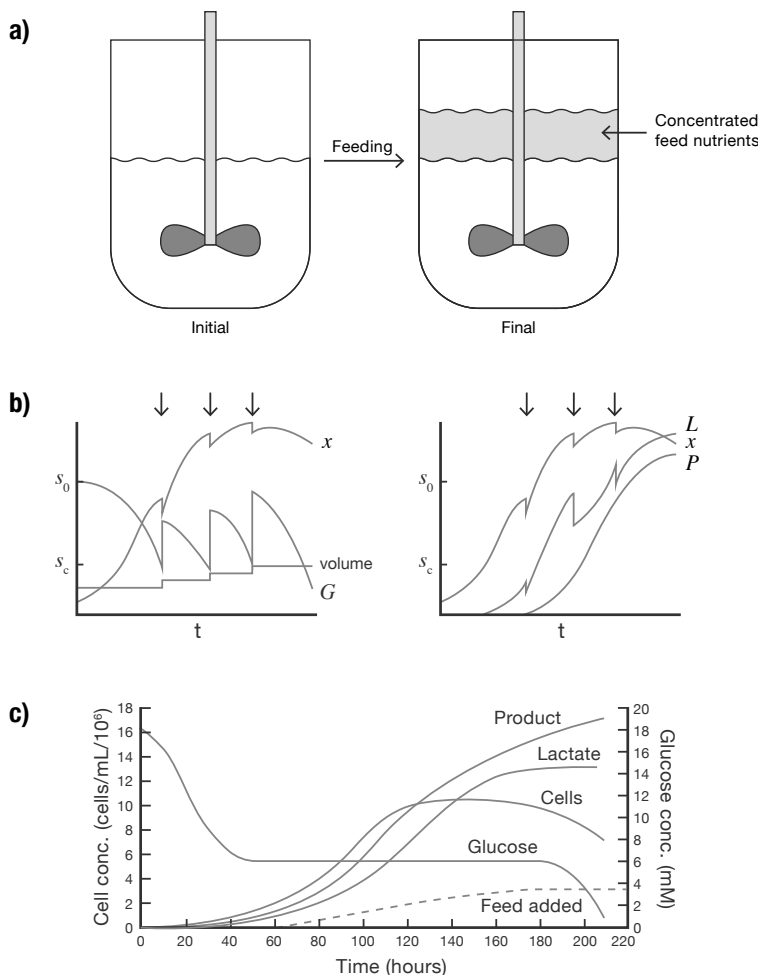 a)
Feeding
Concentrated
feed nutrients
Initial
Final
b)
s0
sc
x
volume
G
t
s0
sc
L
x
P
t
c)
Cell conc. (cells/mL/10⁶)
18
16
14
12
10
8
6
4
2
0
Product
Lactate
Cells
Glucose
Feed added
20
18
16
14
12
10
8
6
4
2
0
Glucose conc. (mM)
0 20 40 60 80 100 120 140 160 180 200 220
Time (hours)